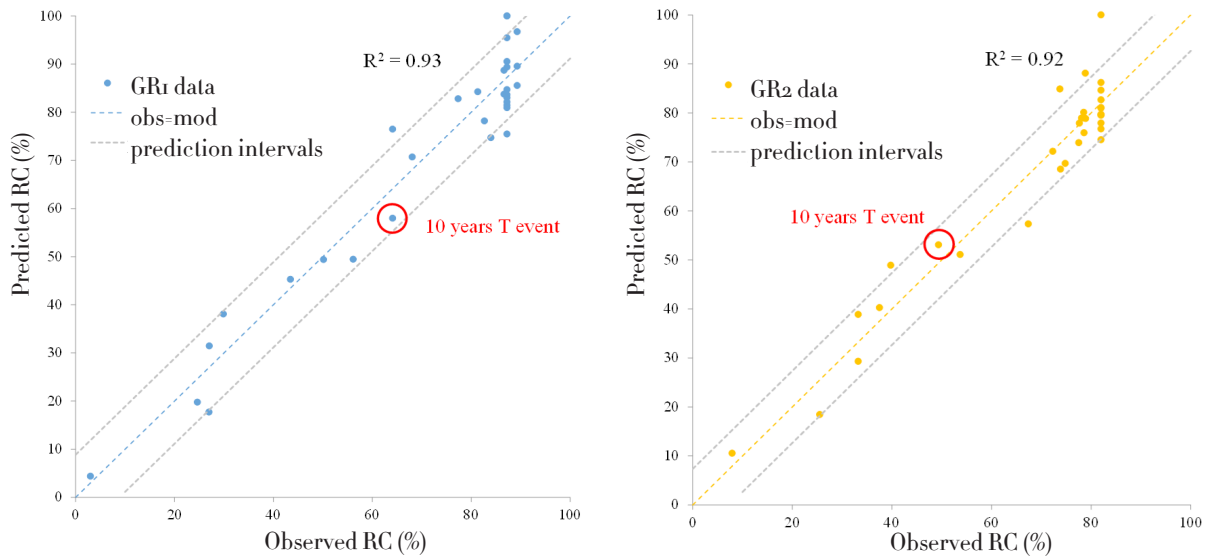 100
90
80
70
60
50
40
30
20
10
0
0
20
40
60
80
100
Predicted RC (%)
Observed RC (%)
R² = 0.93
GR1 data
obs=mod
prediction intervals
10 years T event
100
90
80
70
60
50
40
30
20
10
0
0
20
40
60
80
100
Predicted RC (%)
Observed RC (%)
R² = 0.92
GR2 data
obs=mod
prediction intervals
10 years T event